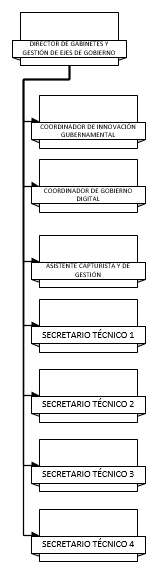 DIRECTOR DE GABINETES Y
GESTIÓN DE EJES DE GOBIERNO
COORDINADOR DE INNOVACIÓN
GUBERNAMENTAL
COORDINADOR DE GOBIERNO
DIGITAL
ASISTENTE CAPTURISTA Y DE
GESTIÓN
SECRETARIO TÉCNICO 1
SECRETARIO TÉCNICO 2
SECRETARIO TÉCNICO 3
SECRETARIO TÉCNICO 4